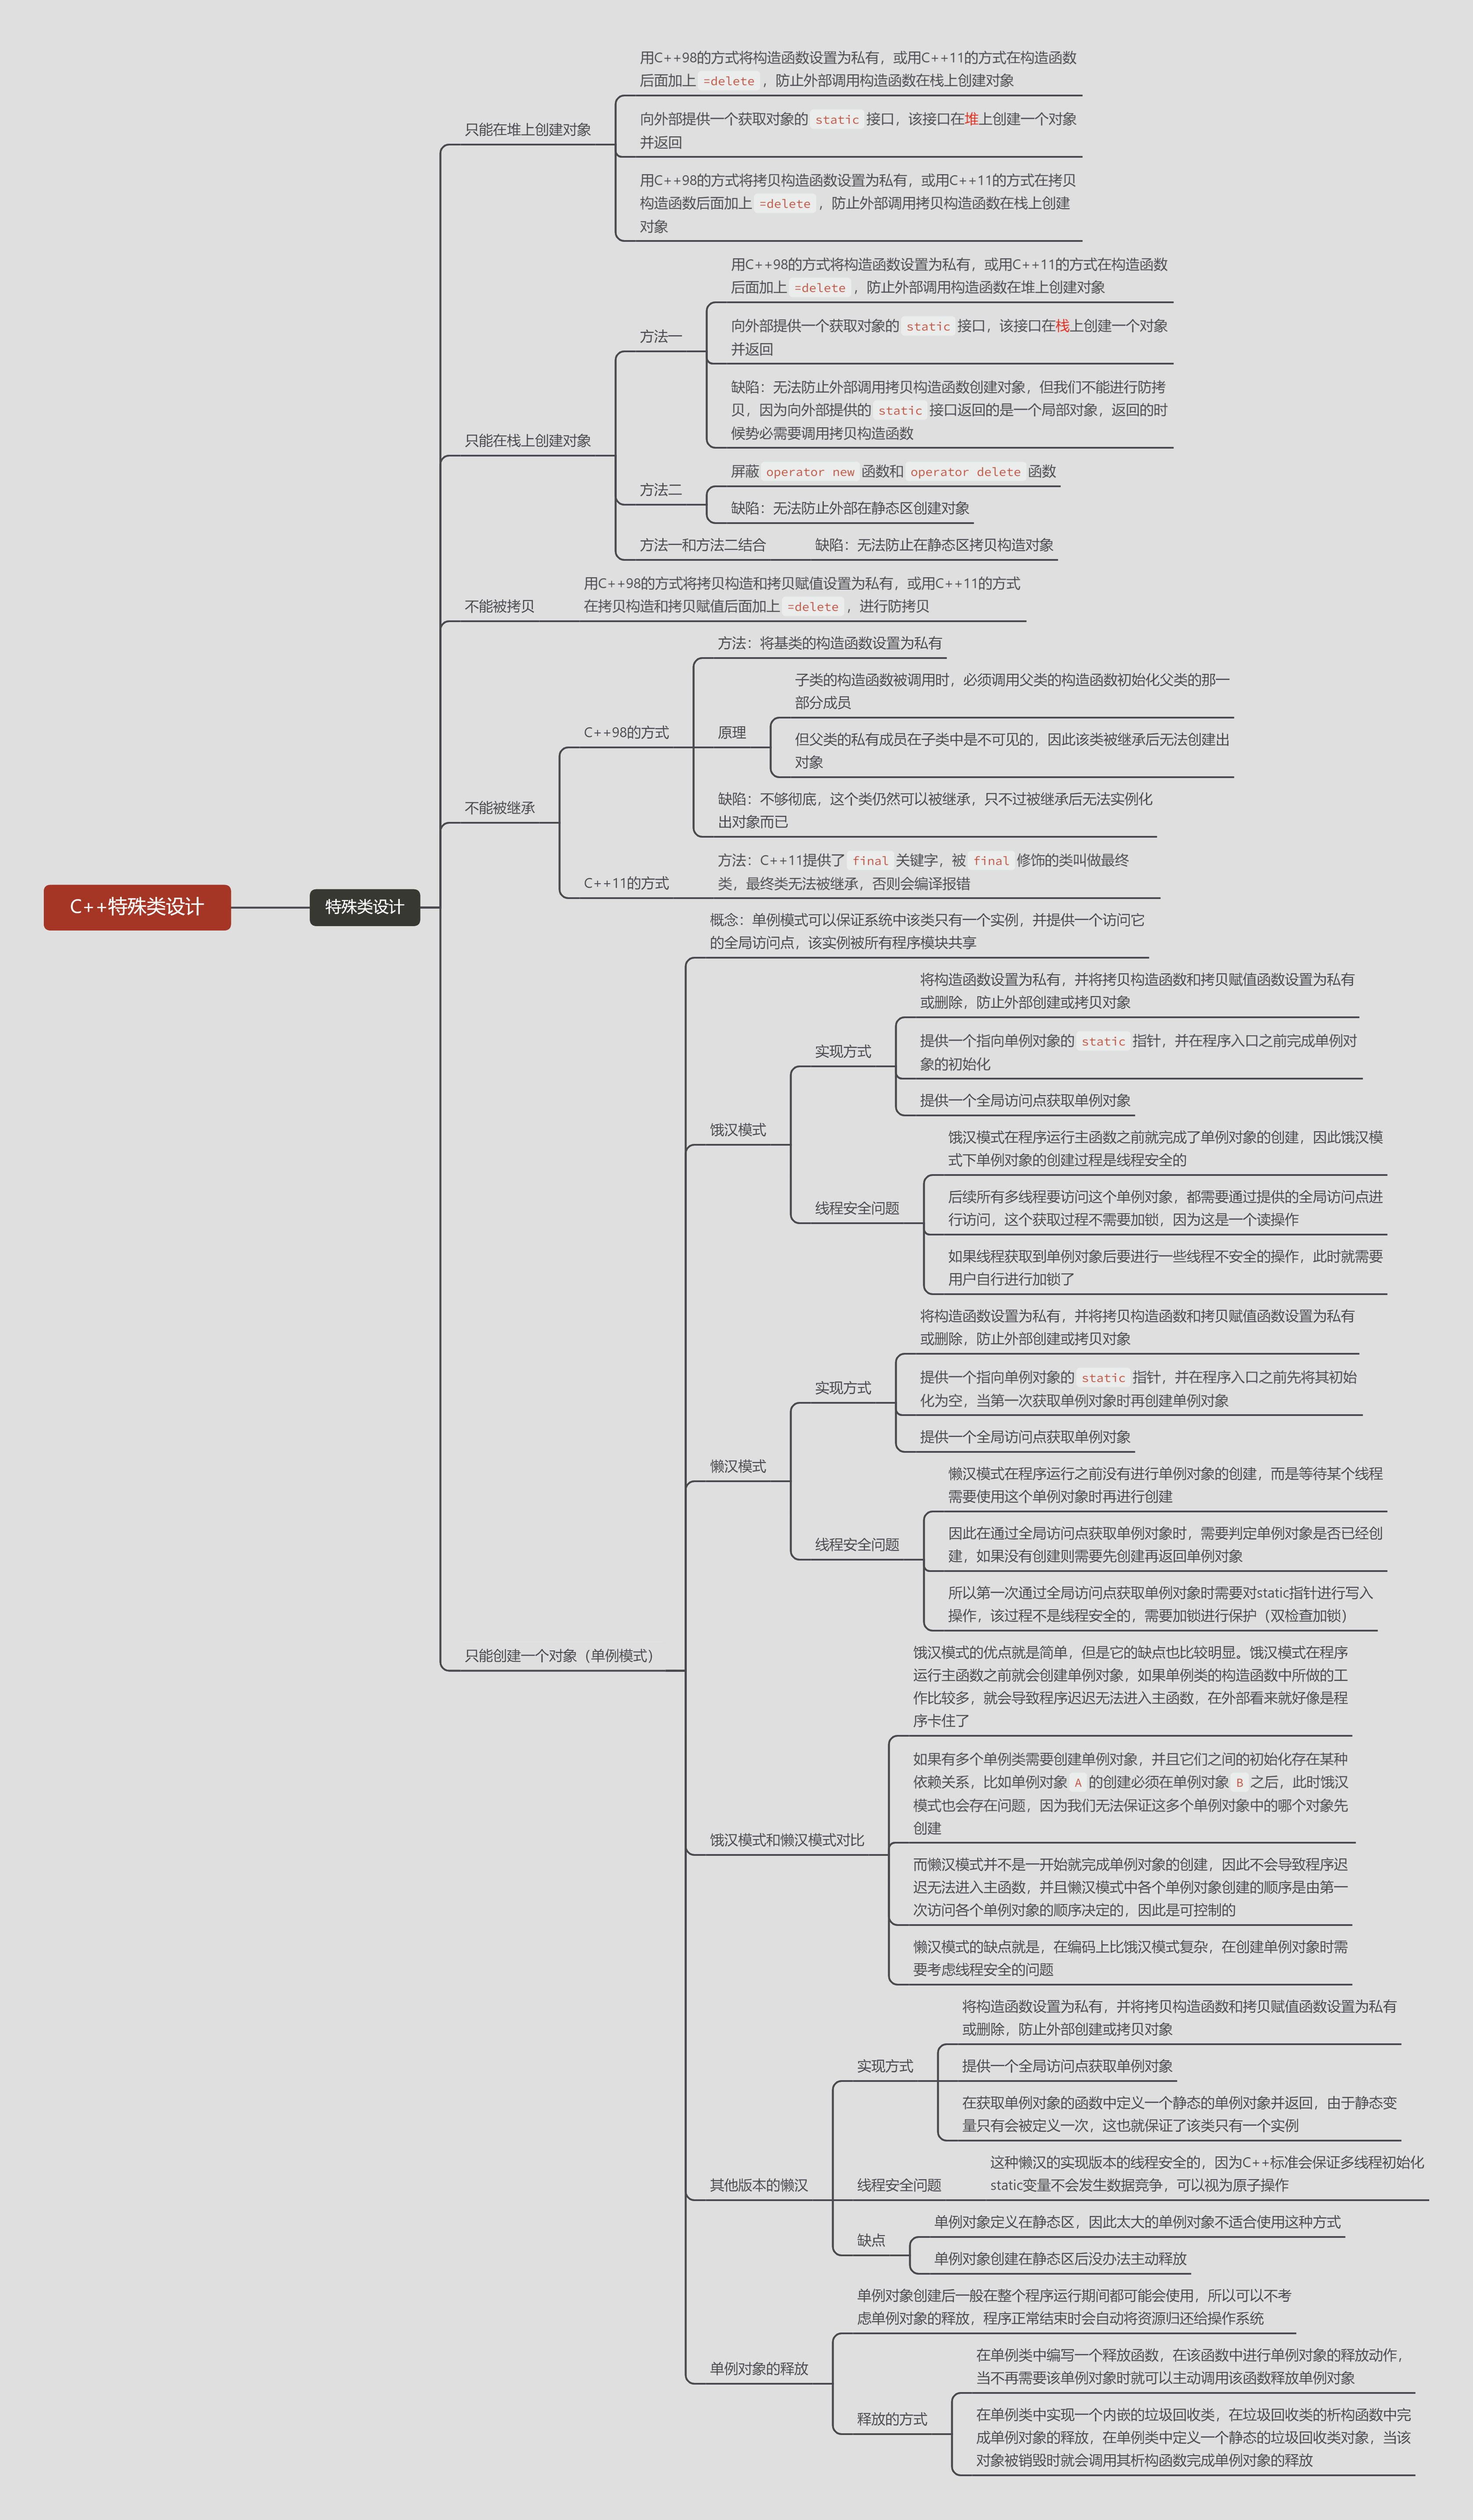 C++特殊类设计
特殊类设计
只能在堆上创建对象
用C++98的方式将构造函数设置为私有，或用C++11的方式在构造函数
后面加上 =delete ，防止外部调用构造函数在栈上创建对象
向外部提供一个获取对象的 static 接口，该接口在堆上创建一个对象
并返回
用C++98的方式将拷贝构造函数设置为私有，或用C++11的方式在拷贝
构造函数后面加上 =delete ，防止外部调用拷贝构造函数在栈上创建
对象
只能在栈上创建对象
方法一
用C++98的方式将构造函数设置为私有，或用C++11的方式在构造函数
后面加上 =delete ，防止外部调用构造函数在堆上创建对象
向外部提供一个获取对象的 static 接口，该接口在栈上创建一个对象
并返回
缺陷：无法防止外部调用拷贝构造函数创建对象，但我们不能进行防拷
贝，因为向外部提供的 static 接口返回的是一个局部对象，返回的时
候势必需要调用拷贝构造函数
方法二
屏蔽 operator new 函数和 operator delete 函数
缺陷：无法防止外部在静态区创建对象
方法一和方法二结合
缺陷：无法防止在静态区拷贝构造对象
不能被拷贝
用C++98的方式将拷贝构造和拷贝赋值设置为私有，或用C++11的方式
在拷贝构造和拷贝赋值后面加上 =delete ，进行防拷贝
不能被继承
C++98的方式
方法：将基类的构造函数设置为私有
原理
子类的构造函数被调用时，必须调用父类的构造函数初始化父类的那一
部分成员
但父类的私有成员在子类中是不可见的，因此该类被继承后无法创建出
对象
缺陷：不够彻底，这个类仍然可以被继承，只不过被继承后无法实例化
出对象而已
C++11的方式
方法：C++11提供了 final 关键字，被 final 修饰的类叫做最终
类，最终类无法被继承，否则会编译报错
只能创建一个对象（单例模式）
概念：单例模式可以保证系统中该类只有一个实例，并提供一个访问它
的全局访问点，该实例被所有程序模块共享
饿汉模式
实现方式
将构造函数设置为私有，并将拷贝构造函数和拷贝赋值函数设置为私有
或删除，防止外部创建或拷贝对象
提供一个指向单例对象的 static 指针，并在程序入口之前完成单例对
象的初始化
提供一个全局访问点获取单例对象
线程安全问题
饿汉模式在程序运行主函数之前就完成了单例对象的创建，因此饿汉模
式下单例对象的创建过程是线程安全的
后续所有多线程要访问这个单例对象，都需要通过提供的全局访问点进
行访问，这个获取过程不需要加锁，因为这是一个读操作
如果线程获取到单例对象后要进行一些线程不安全的操作，此时就需要
用户自行进行加锁了
懒汉模式
实现方式
将构造函数设置为私有，并将拷贝构造函数和拷贝赋值函数设置为私有
或删除，防止外部创建或拷贝对象
提供一个指向单例对象的 static 指针，并在程序入口之前先将其初始
化为空，当第一次获取单例对象时再创建单例对象
提供一个全局访问点获取单例对象
线程安全问题
懒汉模式在程序运行之前没有进行单例对象的创建，而是等待某个线程
需要使用这个单例对象时再进行创建
因此在通过全局访问点获取单例对象时，需要判定单例对象是否已经创
建，如果没有创建则需要先创建再返回单例对象
所以第一次通过全局访问点获取单例对象时需要对static指针进行写入
操作，该过程不是线程安全的，需要加锁进行保护（双检查加锁）
饿汉模式和懒汉模式对比
饿汉模式的优点就是简单，但是它的缺点也比较明显。饿汉模式在程序
运行主函数之前就会创建单例对象，如果单例类的构造函数中所做的工
作比较多，就会导致程序迟迟无法进入主函数，在外部看来就好像是程
序卡住了
如果有多个单例类需要创建单例对象，并且它们之间的初始化存在某种
依赖关系，比如单例对象 A 的创建必须在单例对象 B 之后，此时饿汉
模式也会存在问题，因为我们无法保证这多个单例对象中的哪个对象先
创建
而懒汉模式并不是一开始就完成单例对象的创建，因此不会导致程序迟
迟无法进入主函数，并且懒汉模式中各个单例对象创建的顺序是由第一
次访问各个单例对象的顺序决定的，因此是可控制的
懒汉模式的缺点就是，在编码上比饿汉模式复杂，在创建单例对象时需
要考虑线程安全的问题
其他版本的懒汉
实现方式
将构造函数设置为私有，并将拷贝构造函数和拷贝赋值函数设置为私有
或删除，防止外部创建或拷贝对象
提供一个全局访问点获取单例对象
在获取单例对象的函数中定义一个静态的单例对象并返回，由于静态变
量只有会被定义一次，这也就保证了该类只有一个实例
线程安全问题
这种懒汉的实现版本的线程安全的，因为C++标准会保证多线程初始化
static变量不会发生数据竞争，可以视为原子操作
缺点
单例对象定义在静态区，因此太大的单例对象不适合使用这种方式
单例对象创建在静态区后没办法主动释放
单例对象的释放
单例对象创建后一般在整个程序运行期间都可能会使用，所以可以不考
虑单例对象的释放，程序正常结束时会自动将资源归还给操作系统
释放的方式
在单例类中编写一个释放函数，在该函数中进行单例对象的释放动作，
当不再需要该单例对象时就可以主动调用该函数释放单例对象
在单例类中实现一个内嵌的垃圾回收类，在垃圾回收类的析构函数中完
成单例对象的释放，在单例类中定义一个静态的垃圾回收类对象，当该
对象被销毁时就会调用其析构函数完成单例对象的释放